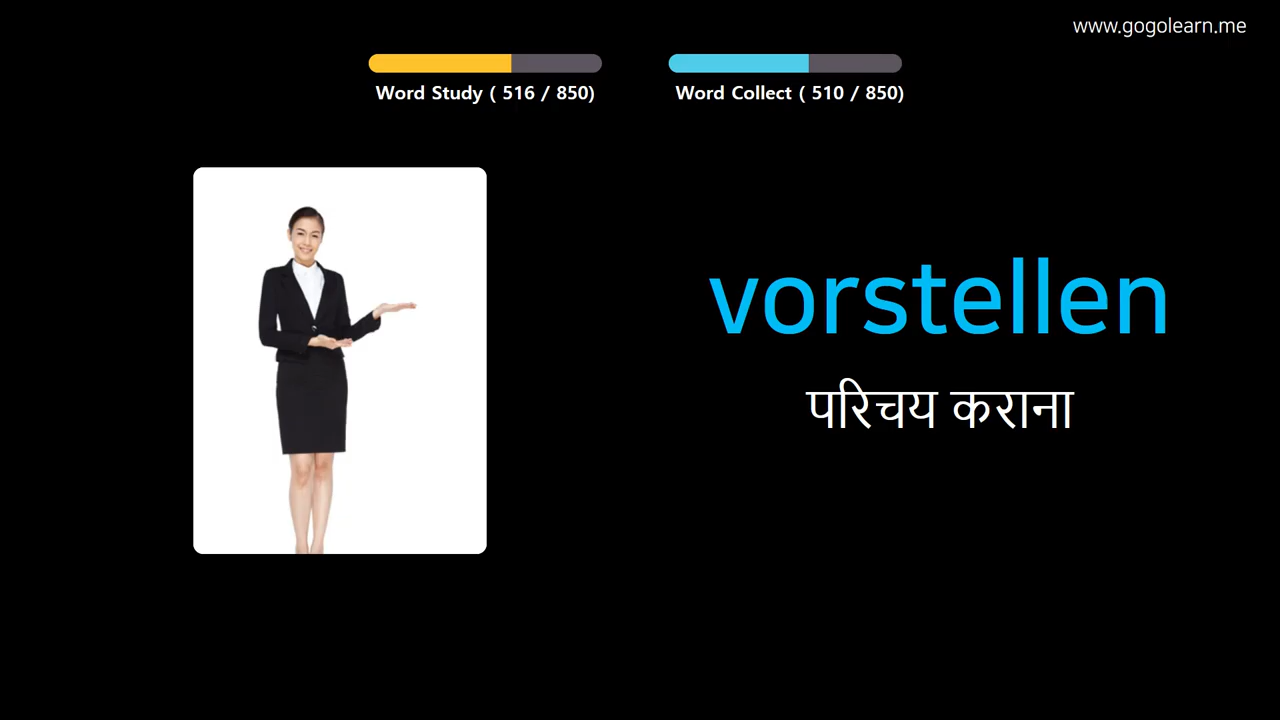 www.gogolearn.me
Word Study ( 516 / 850)
Word Collect ( 510 / 850)
vorstellen
परिचय कराना